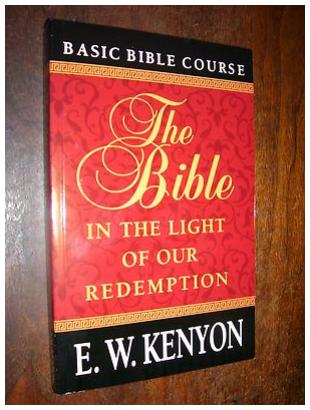 BASIC BIBLE COURSE
The
Bible
IN THE LIGHT
OF OUR
REDEMPTION
E. W. KENYON